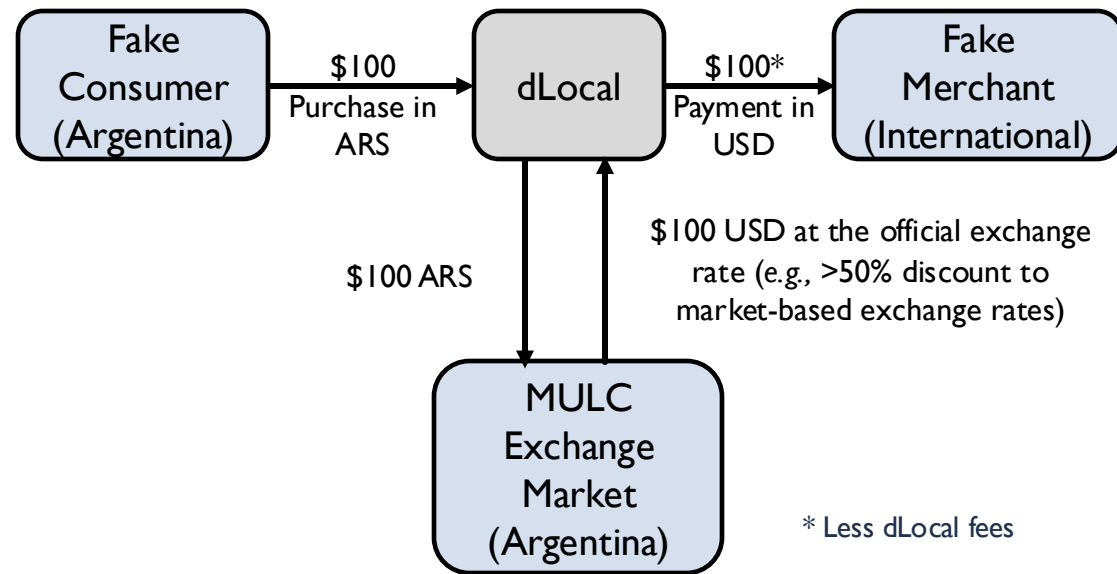 Fake
Consumer
(Argentina)
$100
Purchase in
ARS
dLocal
$100*
Payment in
USD
Fake
Merchant
(International)
$100 ARS
$100 USD at the official exchange
rate (e.g., >50% discount to
market-based exchange rates)
MULC
Exchange
Market
(Argentina)
* Less dLocal fees